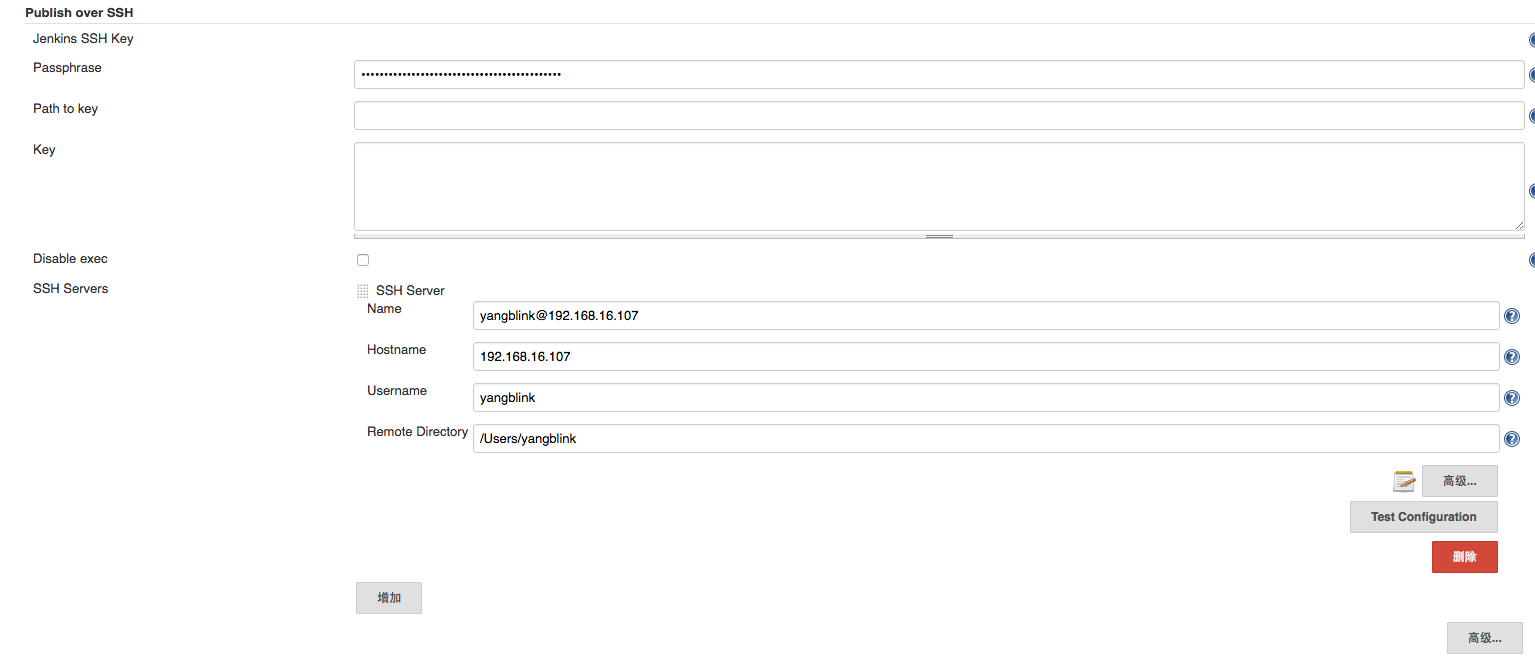 Publish over SSH
Jenkins SSH Key
Passphrase
••••••••••••••••••••••••••••••••••••••••••••
Path to key
Key
Disable exec
SSH Servers
SSH Server
Name
yangblink@192.168.16.107
Hostname
192.168.16.107
Username
yangblink
Remote Directory
/Users/yangblink
高级...
Test Configuration
删除
增加
高级...